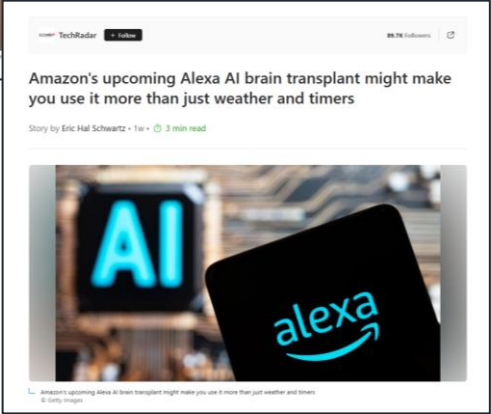 TechRadar + Follow 89.7K Followers
Amazon's upcoming Alexa AI brain transplant might make
you use it more than just weather and timers
Story by Eric Hal Schwartz • 1w • 3 min read
AI
alexa
Amazon's upcoming Alexa AI brain transplant might make you use it more than just weather and timers
© Getty Images